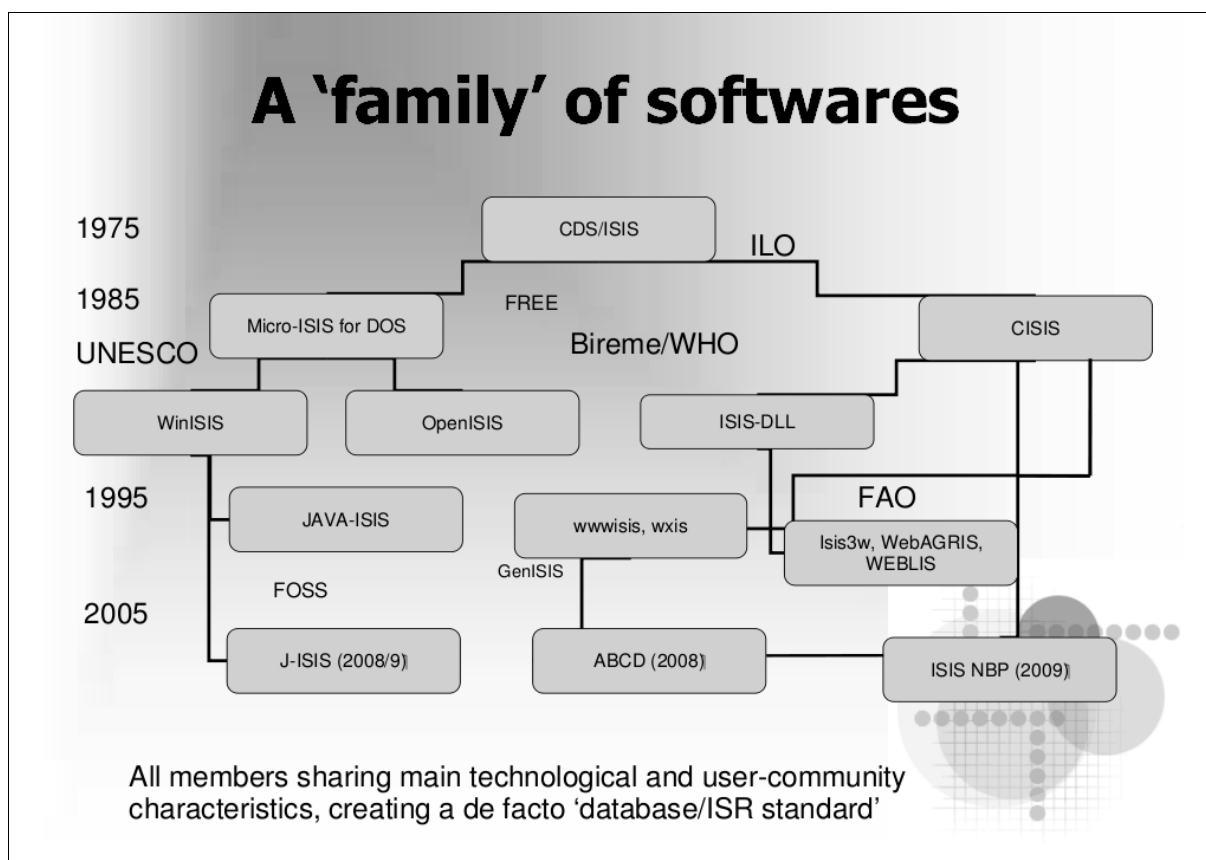 A ‘family’ of softwares
1975
CDS/ISIS
ILO
1985
FREE
Micro-ISIS for DOS
CISIS
UNESCO
Bireme/WHO
WinISIS
OpenISIS
ISIS-DLL
1995
FAO
JAVA-ISIS
wwwisis, wxis
Isis3w, WebAGRIS,
WEBLIS
GenISIS
FOSS
2005
J-ISIS (2008/9)
ABCD (2008)
ISIS NBP (2009)
All members sharing main technological and user-community
characteristics, creating a de facto ‘database/ISR standard’